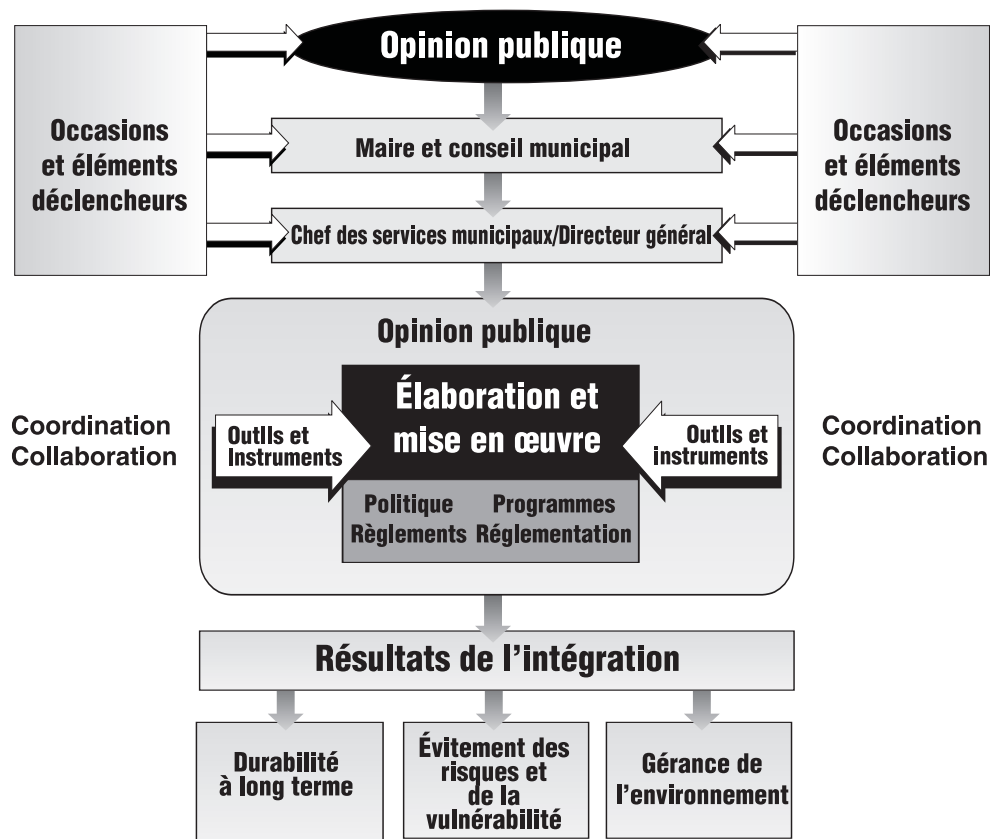 Opinion publique
Occasions
et éléments
déclencheurs
Maire et conseil municipal
Chef des services municipaux/Directeur général
Occasions
et éléments
déclencheurs
Opinion publique
Coordination
Collaboration
Outils et
Instruments
Élaboration et
mise en œuvre
Politique Programmes
Règlements Réglementation
Outils et
instruments
Coordination
Collaboration
Résultats de l'intégration
Durabilité
à long terme
Évitement des
risques et
de la
vulnérabilité
Gérance de
l'environnement